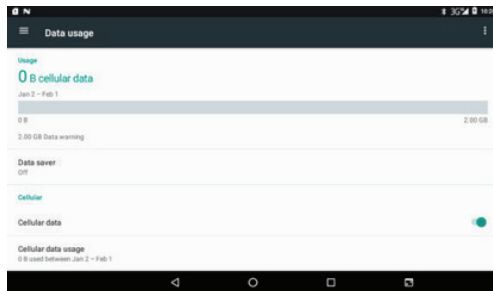 3G
Data usage
Usage
0 B cellular data
Jan 2 – Feb 1
0 B 2.00 GB
2.00 GB Data warning
Data saver
Off
Cellular
Cellular data
Cellular data usage
0 B used between Jan 2 – Feb 1